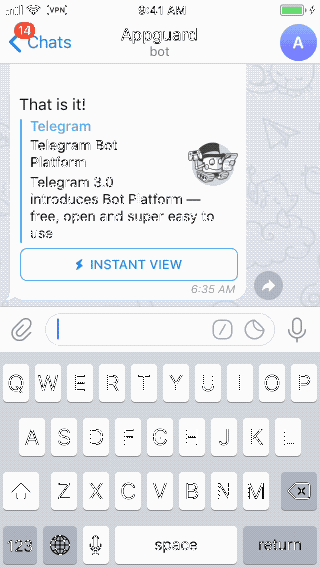 VPN 9:41 AM
14
Chats
Appguard
bot
A
That is it!
Telegram
Telegram Bot
Platform
Telegram 3.0
introduces Bot Platform —
free, open and super easy to
use
INSTANT VIEW
6:35 AM
Q W E R T Y U I O P
A S D F G H J K L
Z X C V B N M
123 space return